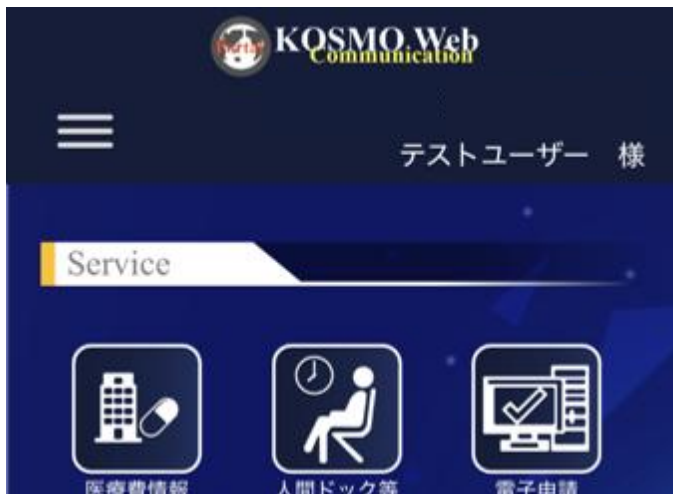 Portal KOSMO Web
Communication
テストユーザー　様
Service
医療費情報 人間ドック等 電子申請